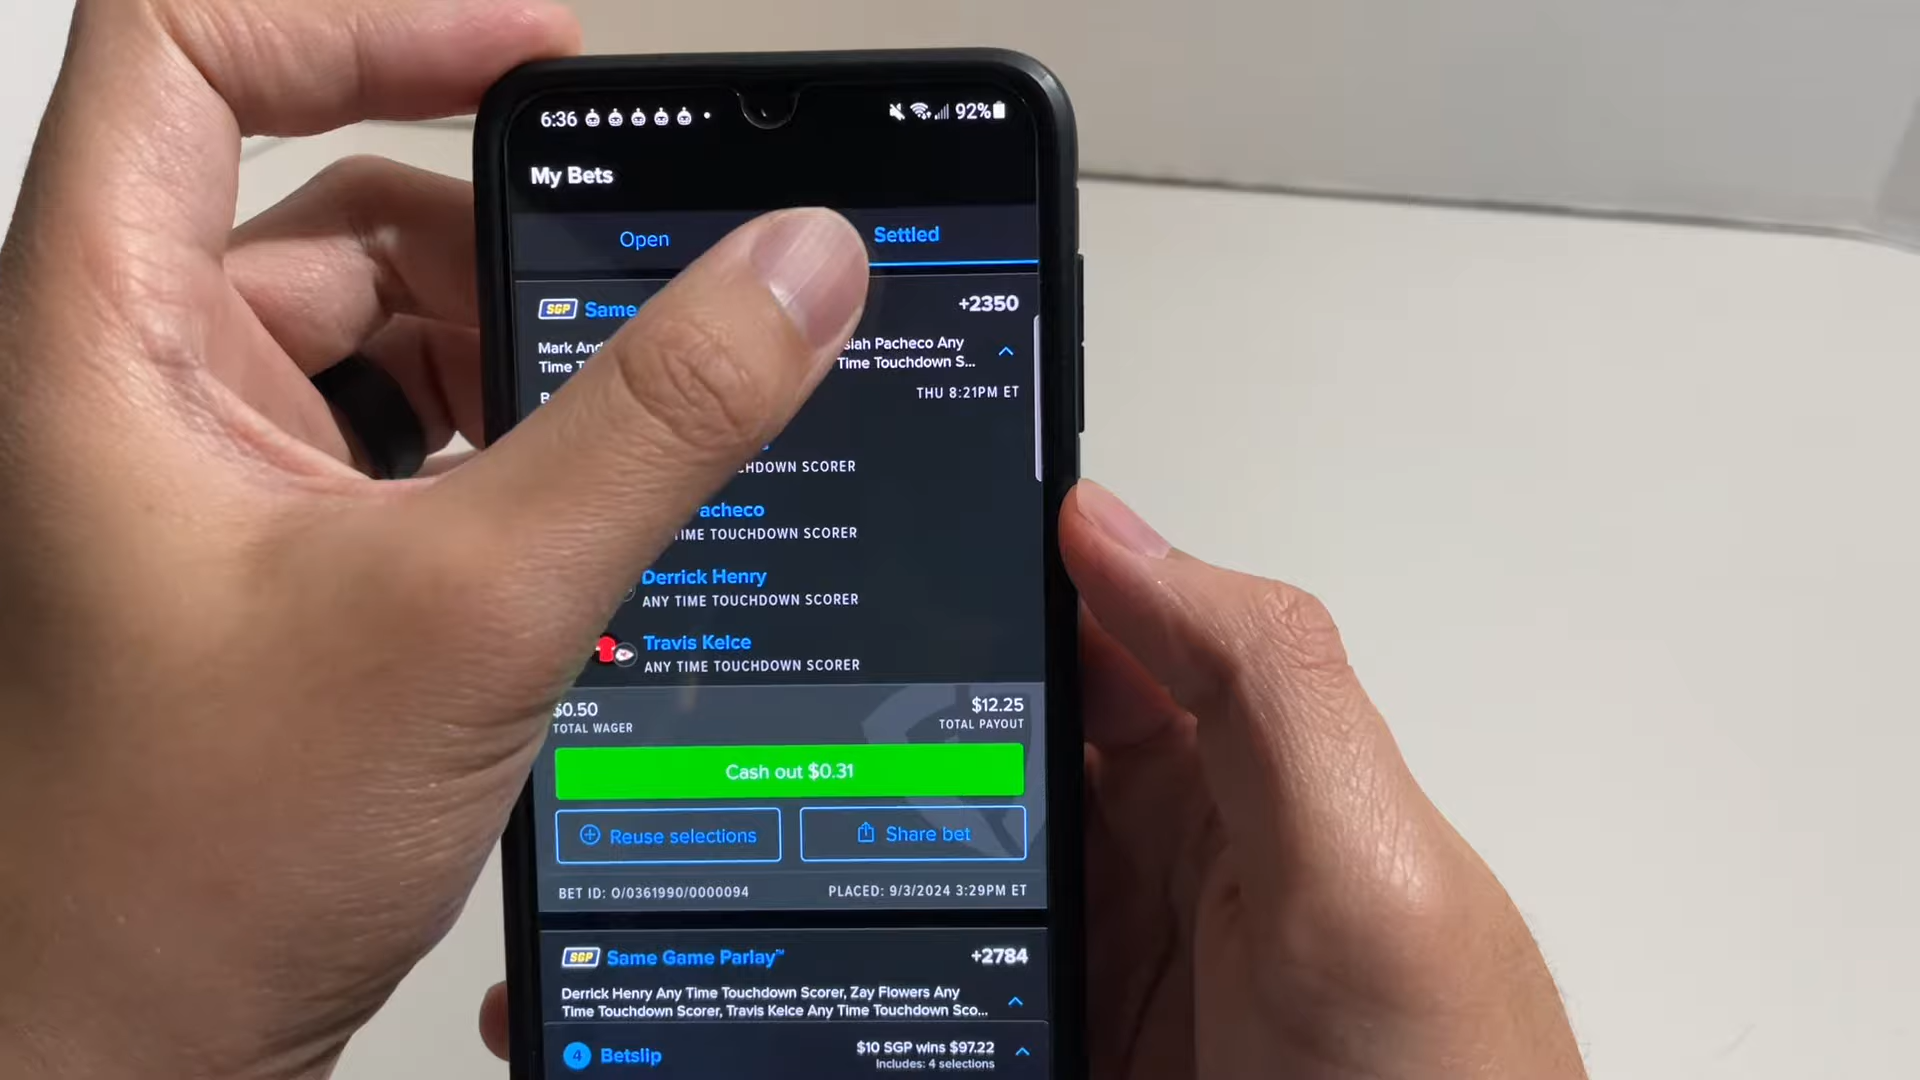 6:36 92%
My Bets
Open Settled
SGP Same +2350
Mark Pacheco Any
Time Time Touchdown S...
THU 8:21PM ET
SCORER
TOUCHDOWN SCORER
Derrick Henry
ANY TIME TOUCHDOWN SCORER
Travis Kelce
ANY TIME TOUCHDOWN SCORER
$0.50 $12.25
TOTAL WAGER TOTAL PAYOUT
Cash out $0.31
Reuse selections Share bet
BET ID: O/0361990/0000094 PLACED: 9/3/2024 3:29PM ET
SGP Same Game Parlay™ +2784
Derrick Henry Any Time Touchdown Scorer, Zay Flowers Any
Time Touchdown Scorer, Travis Kelce Any Time Touchdown Sco...
4 Betslip $10 SGP wins $97.22
Includes: 4 selections